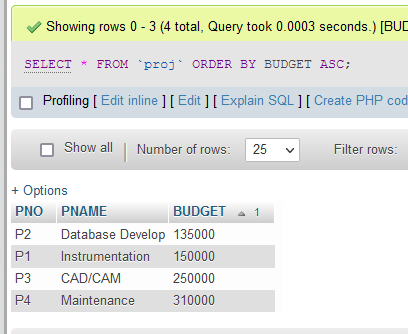 Showing rows 0 - 3 (4 total, Query took 0.0003 seconds.) [BUD
SELECT * FROM `proj` ORDER BY BUDGET ASC;
Profiling [ Edit inline ] [ Edit ] [ Explain SQL ] [ Create PHP cod
Show all Number of rows: 25 Filter rows:
+ Options
PNO PNAME BUDGET 1
P2 Database Develop 135000
P1 Instrumentation 150000
P3 CAD/CAM 250000
P4 Maintenance 310000